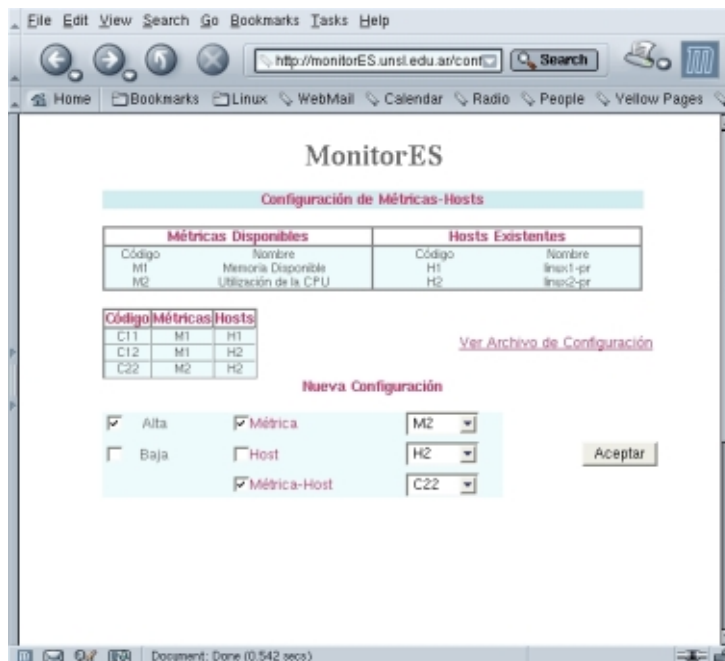 File Edit View Search Go Bookmarks Tasks Help
http://monitorES.unsl.edu.ar/conf
Search
Home Bookmarks Linux WebMail Calendar Radio People Yellow Pages
MonitorES
Configuración de Métricas-Hosts
Métricas Disponibles Hosts Existentes
Código Nombre Código Nombre
M1 Memoria Disponible H1 linux1-pr
M2 Utilización de la CPU H2 linux2-pr
Código Métricas Hosts
C11 M1 H1
C12 M1 H2
C22 M2 H2
Ver Archivo de Configuración
Nueva Configuración
Alta Métrica M2
Baja Host H2 Aceptar
Métrica-Host C22
Document: Done (0.542 secs)